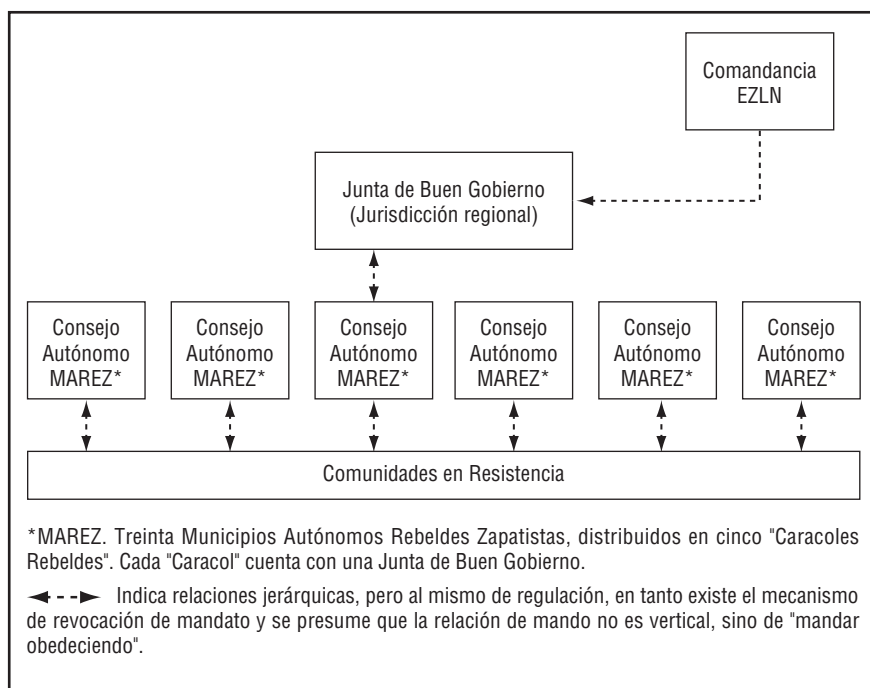 Comandancia
EZLN
Junta de Buen Gobierno
(Jurisdicción regional)
Consejo
Autónomo
MAREZ*
Consejo
Autónomo
MAREZ*
Consejo
Autónomo
MAREZ*
Consejo
Autónomo
MAREZ*
Consejo
Autónomo
MAREZ*
Consejo
Autónomo
MAREZ*
Comunidades en Resistencia
*MAREZ. Treinta Municipios Autónomos Rebeldes Zapatistas, distribuidos en cinco "Caracoles
Rebeldes". Cada "Caracol" cuenta con una Junta de Buen Gobierno.
Indica relaciones jerárquicas, pero al mismo de regulación, en tanto existe el mecanismo
de revocación de mandato y se presume que la relación de mando no es vertical, sino de "mandar
obedeciendo".